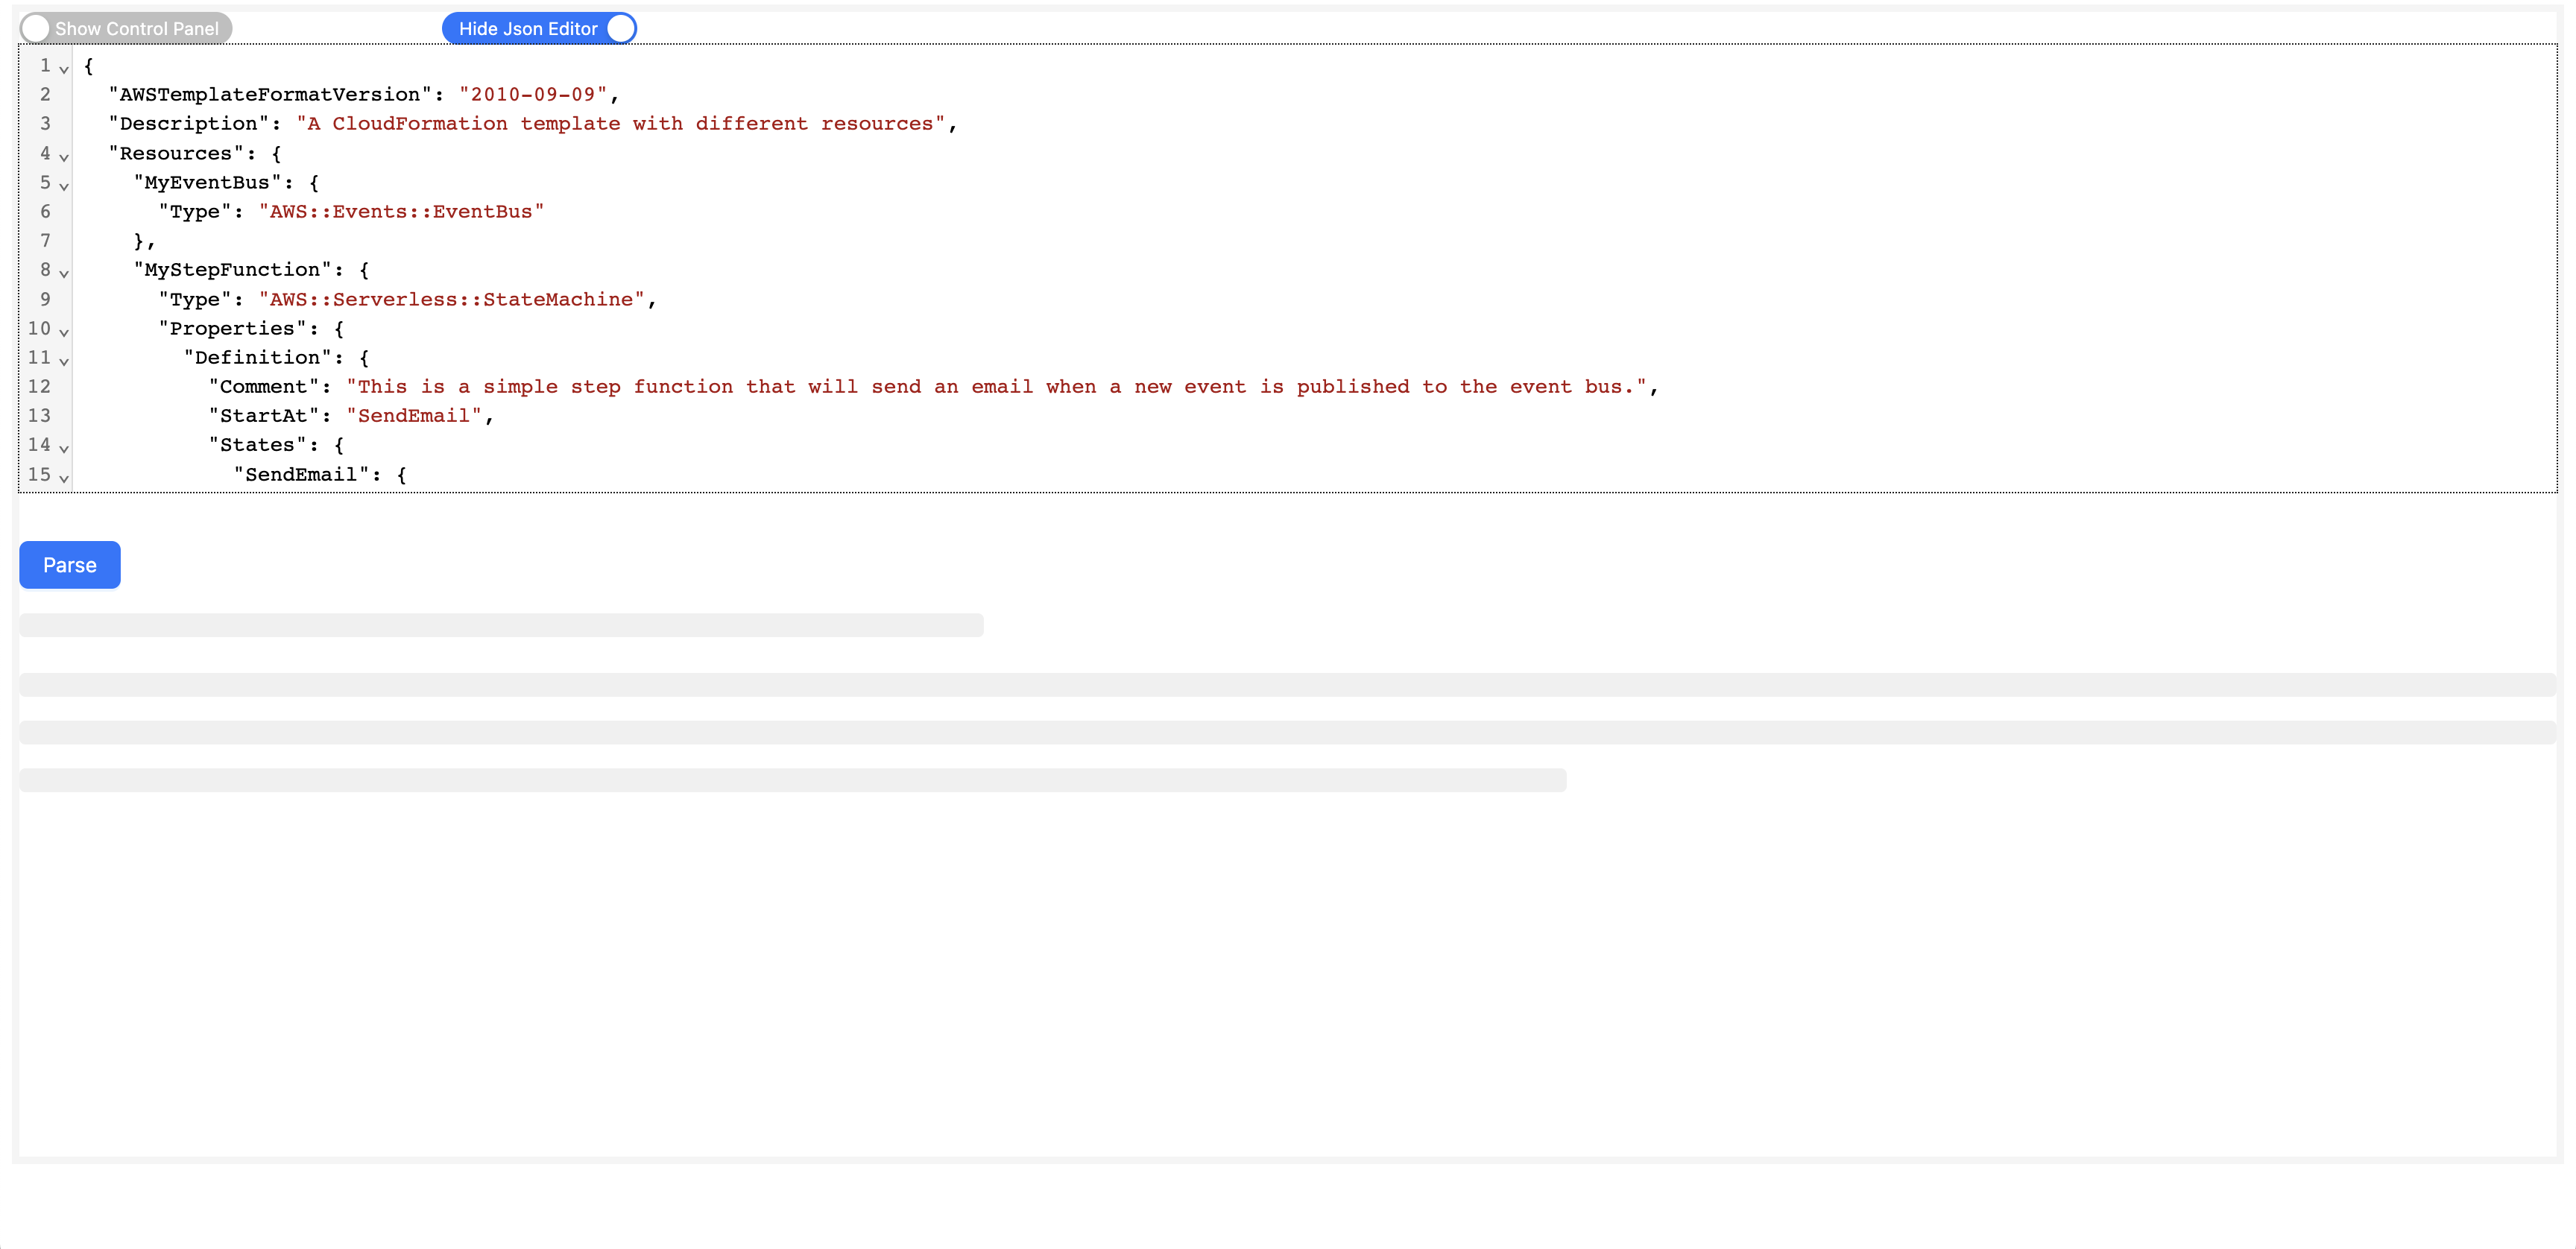 Show Control Panel Hide Json Editor
1 {
2   "AWSTemplateFormatVersion": "2010-09-09",
3   "Description": "A CloudFormation template with different resources",
4   "Resources": {
5     "MyEventBus": {
6       "Type": "AWS::Events::EventBus"
7     },
8     "MyStepFunction": {
9       "Type": "AWS::Serverless::StateMachine",
10       "Properties": {
11         "Definition": {
12           "Comment": "This is a simple step function that will send an email when a new event is published to the event bus.",
13           "StartAt": "SendEmail",
14           "States": {
15             "SendEmail": {
Parse